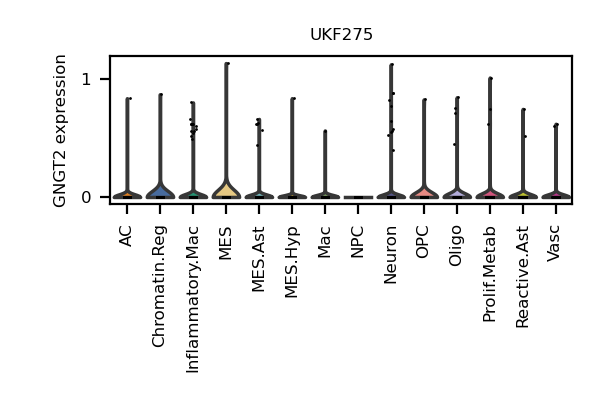 UKF275
GNGT2 expression
1
0
AC
Chromatin.Reg
Inflammatory.Mac
MES
MES.Ast
MES.Hyp
Mac
NPC
Neuron
OPC
Oligo
Prolif.Metab
Reactive.Ast
Vasc